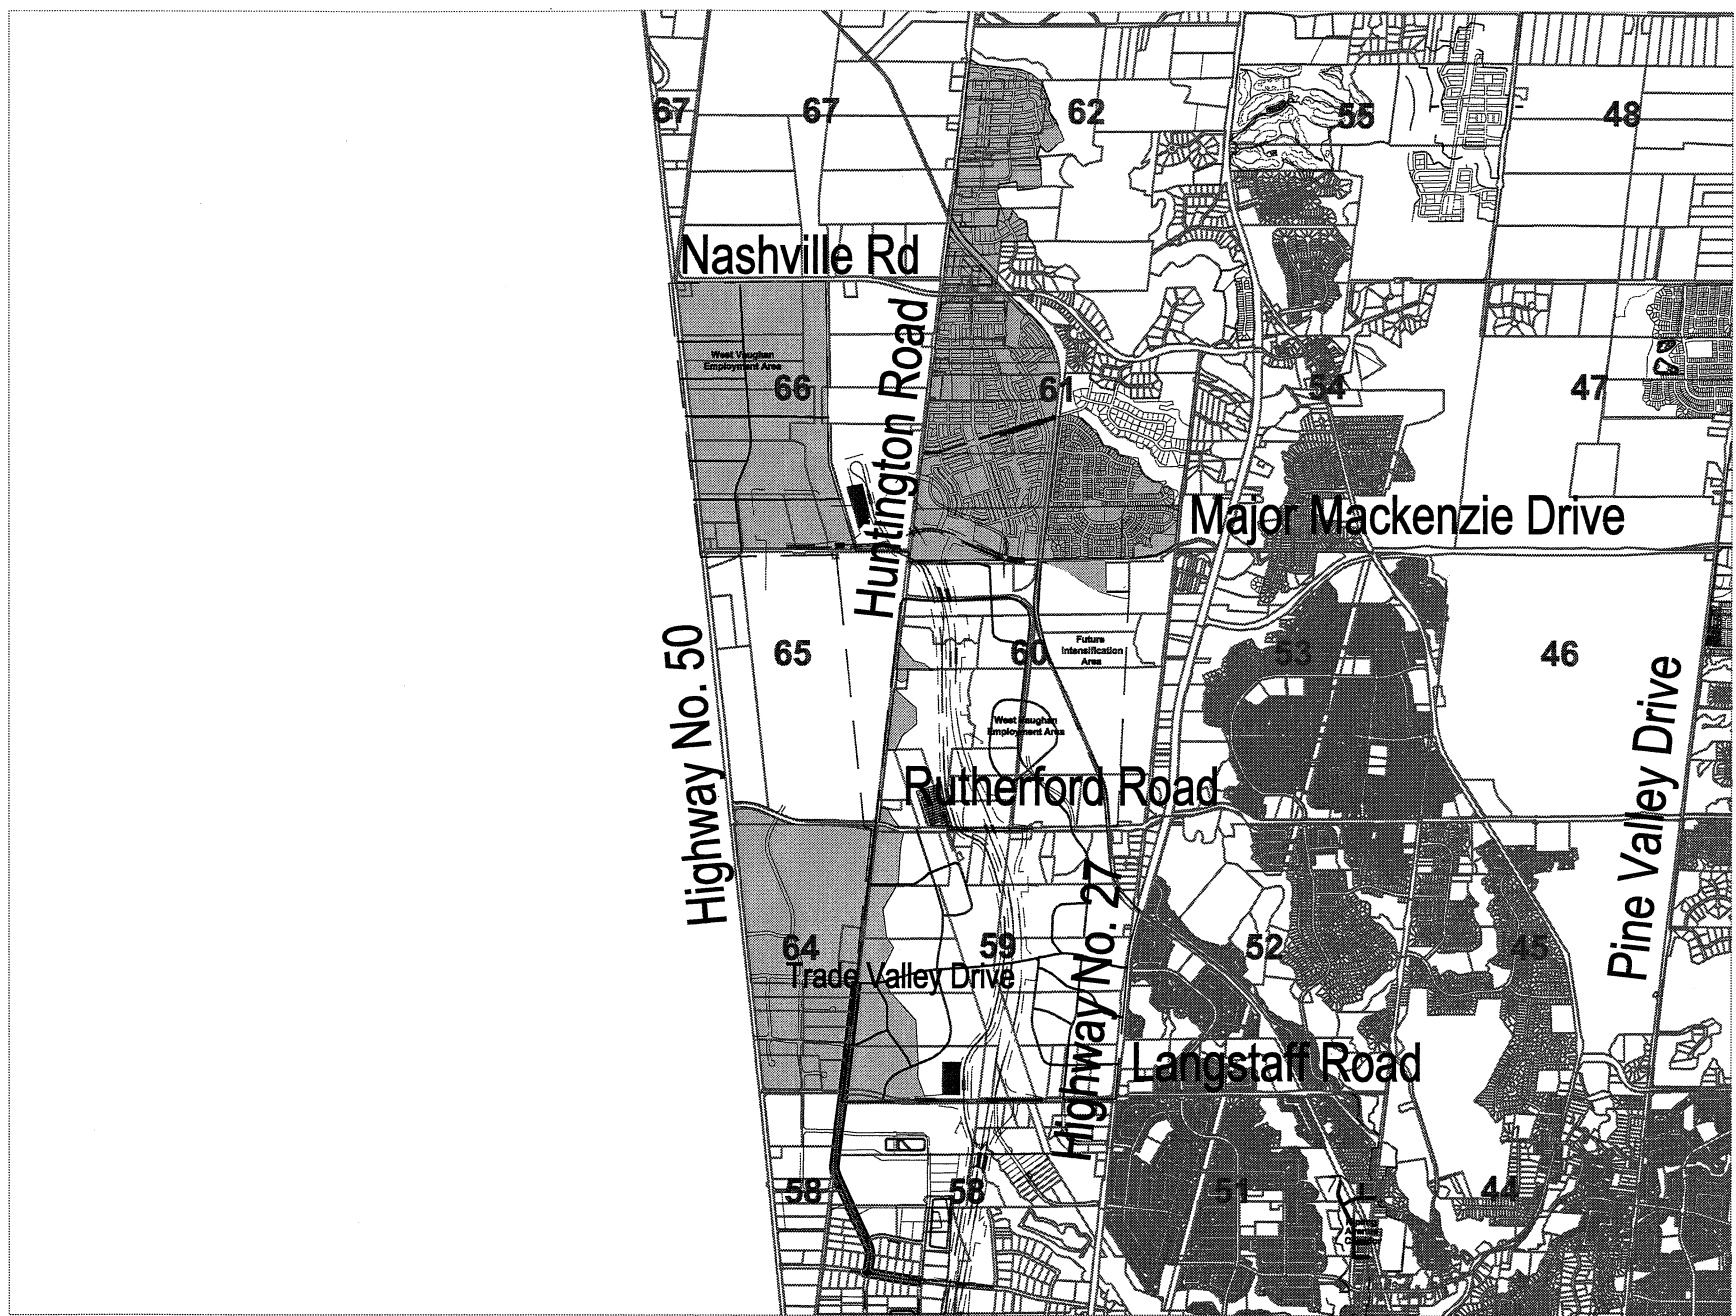 67
67
62
55
48
Nashville Rd
West Vaughan
Employment Area
66
Huntington Road
61
54
47
Major Mackenzie Drive
65
Highway No. 50
60
Future
Intensification
Area
53
46
West Vaughan
Employment Area
Pine Valley Drive
Rutherford Road
Highway No. 27
64
59
52
45
Trade Valley Drive
Langstaff Road
58
58
51
44